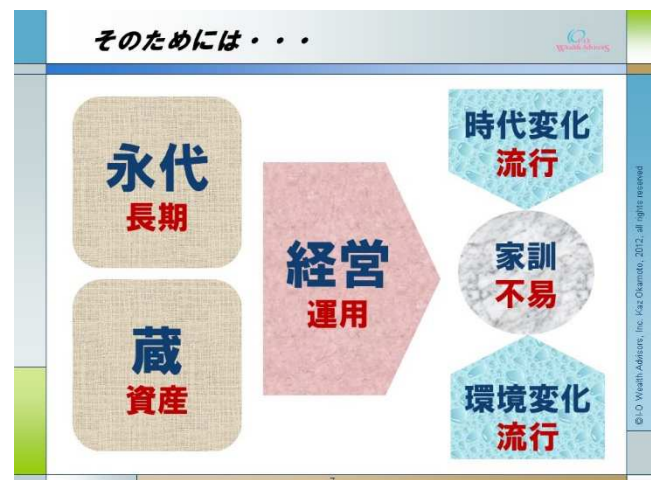 そのためには・・・
I-O
Wealth Advisors
永代
長期
蔵
資産
経営
運用
時代変化
流行
家訓
不易
環境変化
流行
©I-O Wealth Advisors, Inc. Kaz Okamoto, 2012, all rights reserved